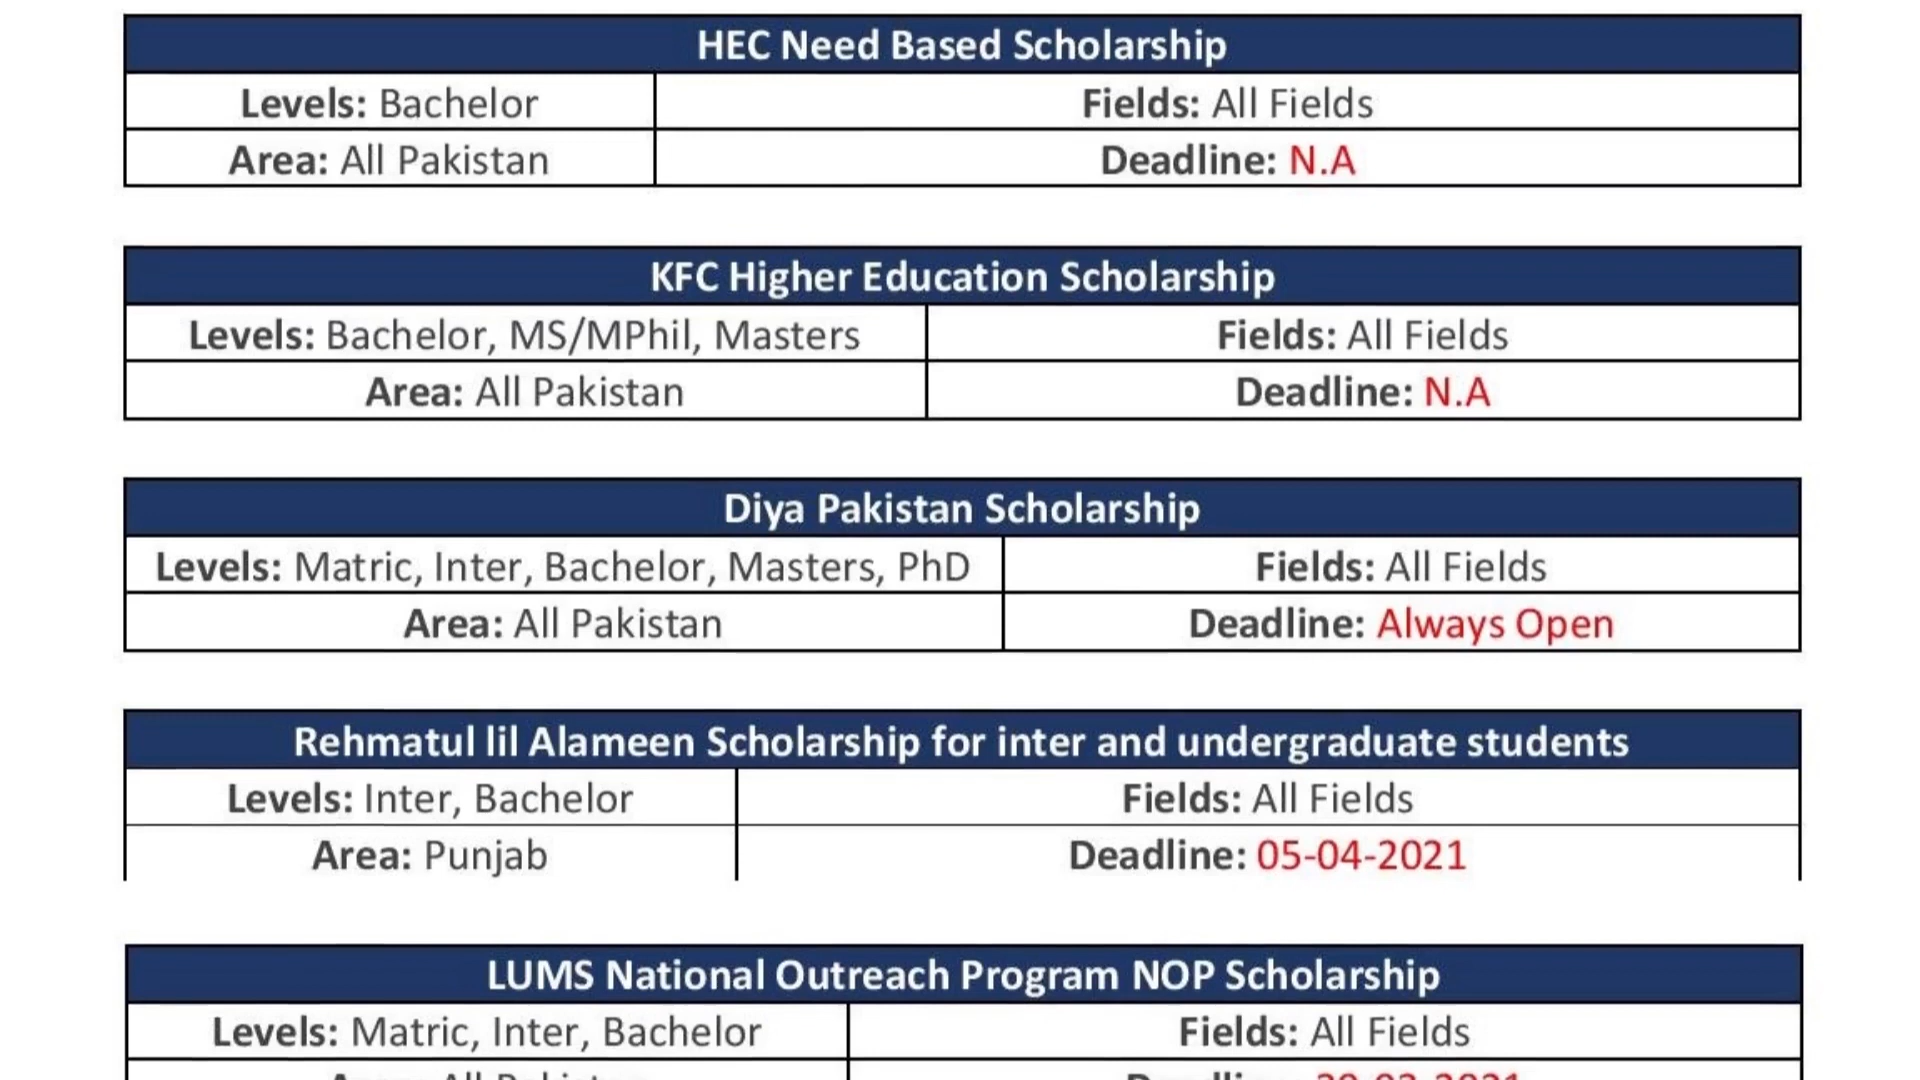 HEC Need Based Scholarship
Levels: Bachelor
Fields: All Fields
Area: All Pakistan
Deadline: N.A
KFC Higher Education Scholarship
Levels: Bachelor, MS/MPhil, Masters
Fields: All Fields
Area: All Pakistan
Deadline: N.A
Diya Pakistan Scholarship
Levels: Matric, Inter, Bachelor, Masters, PhD
Fields: All Fields
Area: All Pakistan
Deadline: Always Open
Rehmatul lil Alameen Scholarship for inter and undergraduate students
Levels: Inter, Bachelor
Fields: All Fields
Area: Punjab
Deadline: 05-04-2021
LUMS National Outreach Program NOP Scholarship
Levels: Matric, Inter, Bachelor
Fields: All Fields